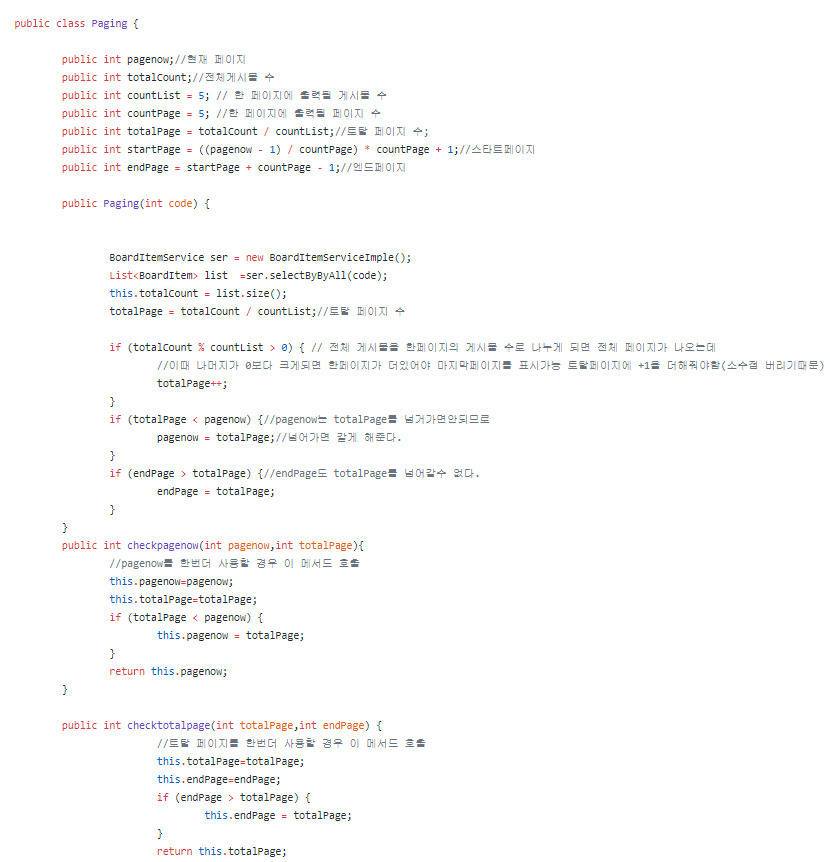 public class Paging {
public int pagenow;//현재 페이지
public int totalCount;//전체게시물 수
public int countList = 5; // 한 페이지에 출력될 게시물 수
public int countPage = 5; //한 페이지에 출력될 페이지 수
public int totalPage = totalCount / countList;//토탈 페이지 수;
public int startPage = ((pagenow - 1) / countPage) * countPage + 1;//스타트페이지
public int endPage = startPage + countPage - 1;//엔드페이지
public Paging(int code) {
BoardItemService ser = new BoardItemServiceImple();
List<BoardItem> list  =ser.selectByByAll(code);
this.totalCount = list.size();
totalPage = totalCount / countList;//토탈 페이지 수
if (totalCount % countList > 0) { // 전체 게시물을 한페이지의 게시물 수로 나누게 되면 전체 페이지가 나오는데
//이때 나머지가 0보다 크게되면 한페이지가 더있어야 마지막페이지를 표시가능 토탈페이지에 +1을 더해줘야함(소수점 버리기때문)
totalPage++;
}
if (totalPage < pagenow) {//pagenow는 totalPage를 넘거가면안되므로
pagenow = totalPage;//넘어가면 같게 해준다.
}
if (endPage > totalPage) {//endPage도 totalPage를 넘어갈수 없다.
endPage = totalPage;
}
}
public int checkpagenow(int pagenow,int totalPage){
//pagenow를 한번더 사용할 경우 이 메서드 호출
this.pagenow=pagenow;
this.totalPage=totalPage;
if (totalPage < pagenow) {
this.pagenow = totalPage;
}
return this.pagenow;
}
public int checktotalpage(int totalPage,int endPage) {
//토탈 페이지를 한번더 사용할 경우 이 메서드 호출
this.totalPage=totalPage;
this.endPage=endPage;
if (endPage > totalPage) {
this.endPage = totalPage;
}
return this.totalPage;